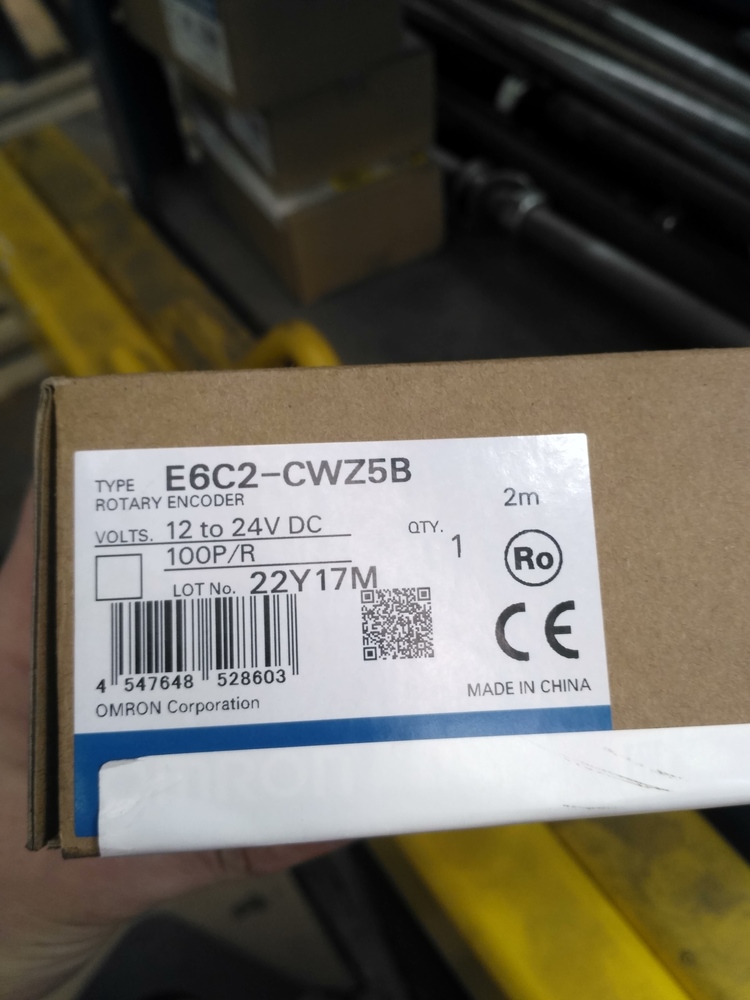 TYPE E6C2-CWZ5B
ROTARY ENCODER
2m
VOLTS. 12 to 24V DC
QTY. 1
100P/R
Ro
LOT No. 22Y17M
CE
4 547648 528603
MADE IN CHINA
OMRON Corporation